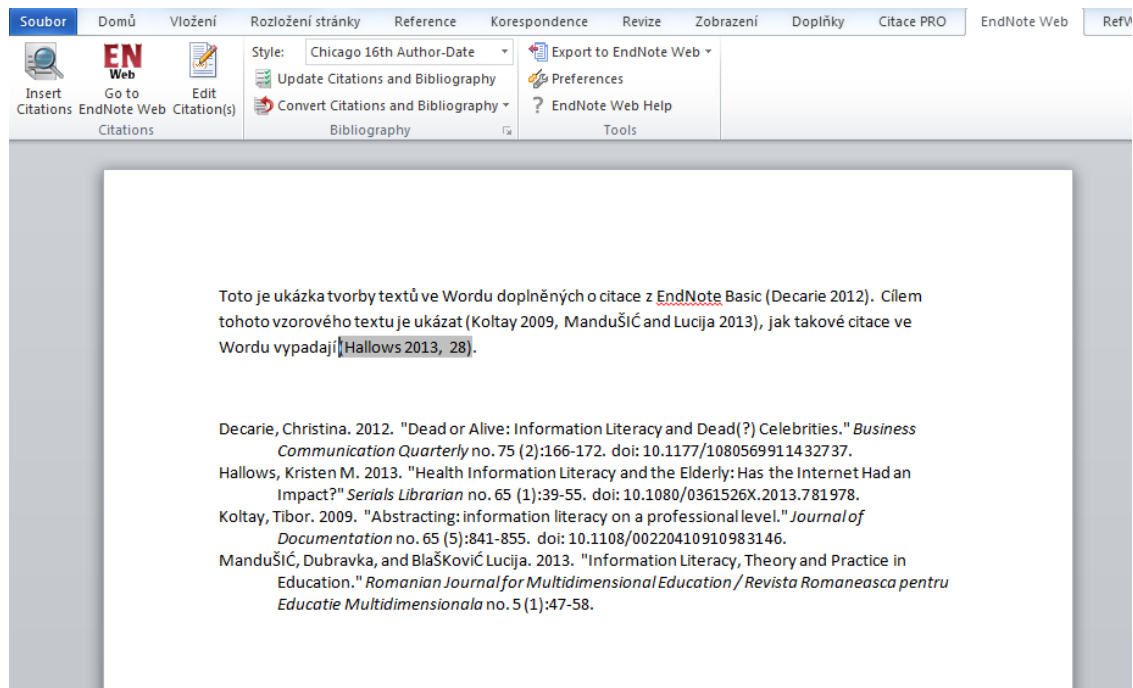 Soubor Domů Vložení Rozložení stránky Reference Korespondence Revize Zobrazení Doplňky Citace PRO EndNote Web
Insert Citations
EN Web Go to EndNote Web
Edit Citation(s)
Citations
Style: Chicago 16th Author-Date
Update Citations and Bibliography
Convert Citations and Bibliography
Bibliography
Export to EndNote Web
Preferences
? EndNote Web Help
Tools
Toto je ukázka tvorby textů ve Wordu doplněných o citace z EndNote Basic (Decarie 2012). Cílem
tohoto vzorového textu je ukázat (Koltay 2009, ManduŠIĆ and Lucija 2013), jak takové citace ve
Wordu vypadají (Hallows 2013, 28).
Decarie, Christina. 2012. "Dead or Alive: Information Literacy and Dead(?) Celebrities." Business
Communication Quarterly no. 75 (2):166-172. doi: 10.1177/1080569911432737.
Hallows, Kristen M. 2013. "Health Information Literacy and the Elderly: Has the Internet Had an
Impact?" Serials Librarian no. 65 (1):39-55. doi: 10.1080/0361526X.2013.781978.
Koltay, Tibor. 2009. "Abstracting: information literacy on a professional level." Journal of
Documentation no. 65 (5):841-855. doi: 10.1108/00220410910983146.
ManduŠIĆ, Dubravka, and BlaŠKoviĆ Lucija. 2013. "Information Literacy, Theory and Practice in
Education." Romanian Journal for Multidimensional Education / Revista Romaneasca pentru
Educatie Multidimensionala no. 5 (1):47-58.